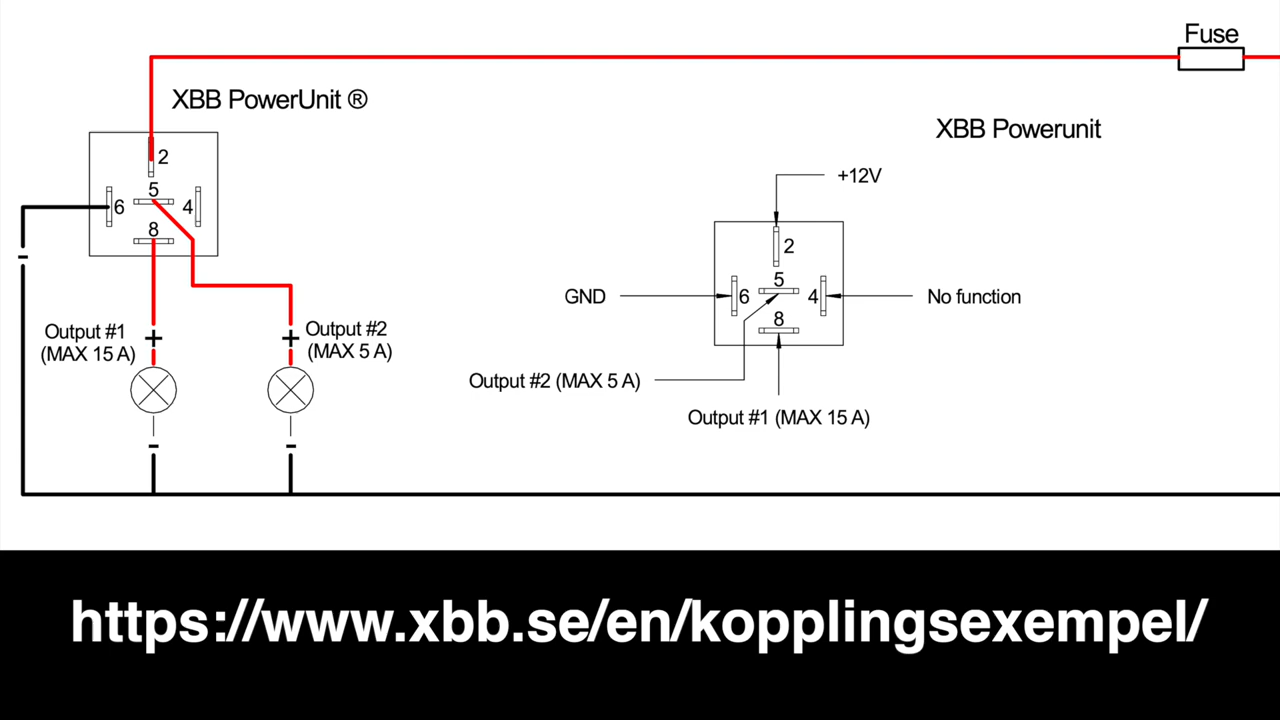 Fuse
XBB PowerUnit ®
XBB Powerunit
2
5
6
4
8
-
Output #1
(MAX 15 A)
+
+
Output #2
(MAX 5 A)
-
-
+12V
2
5
GND
6
4
No function
8
Output #2 (MAX 5 A)
Output #1 (MAX 15 A)
https://www.xbb.se/en/kopplingsexempel/